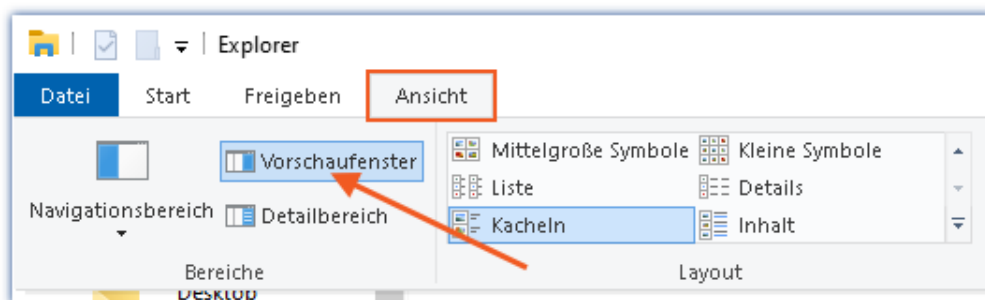 Explorer
Datei Start Freigeben Ansicht
Vorschaufenster Mittelgroße Symbole Kleine Symbole
Liste Details
Navigationsbereich Detailbereich Kacheln Inhalt
Bereiche Layout
Desktop